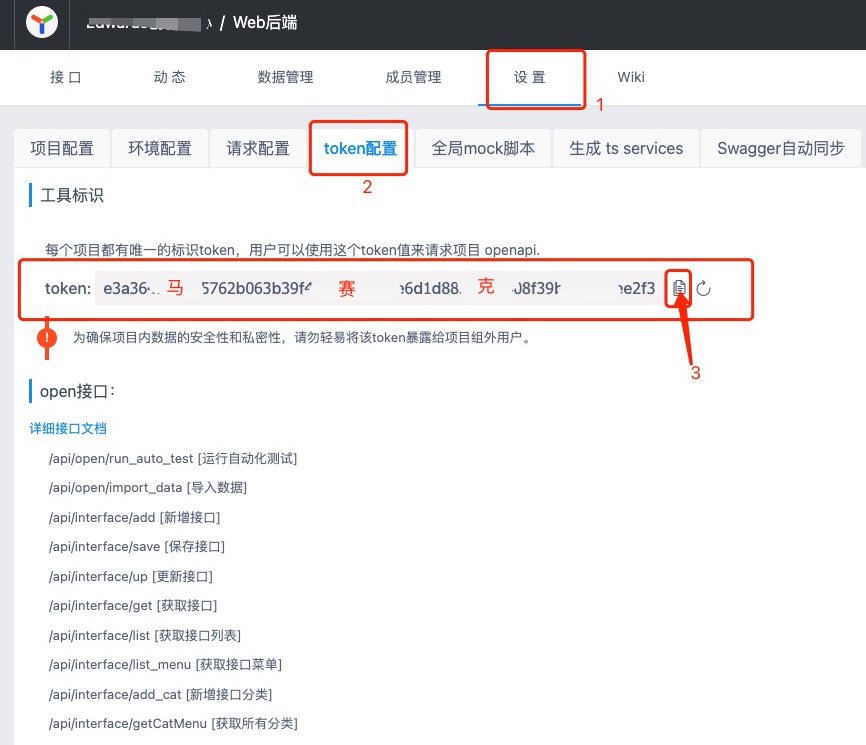 / Web后端
接口 动态 数据管理 成员管理 设置 Wiki
1
项目配置 环境配置 请求配置 token配置 全局mock脚本 生成 ts services Swagger自动同步
2
工具标识
每个项目都有唯一的标识token，用户可以使用这个token值来请求项目 openapi.
token: e3a36 马 5762b063b39f 赛 6d1d88 克 08f39 e2f3
! 为确保项目内数据的安全性和私密性，请勿轻易将该token暴露给项目组外用户。
3
open接口：
详细接口文档
/api/open/run_auto_test [运行自动化测试]
/api/open/import_data [导入数据]
/api/interface/add [新增接口]
/api/interface/save [保存接口]
/api/interface/up [更新接口]
/api/interface/get [获取接口]
/api/interface/list [获取接口列表]
/api/interface/list_menu [获取接口菜单]
/api/interface/add_cat [新增接口分类]
/api/interface/getCatMenu [获取所有分类]